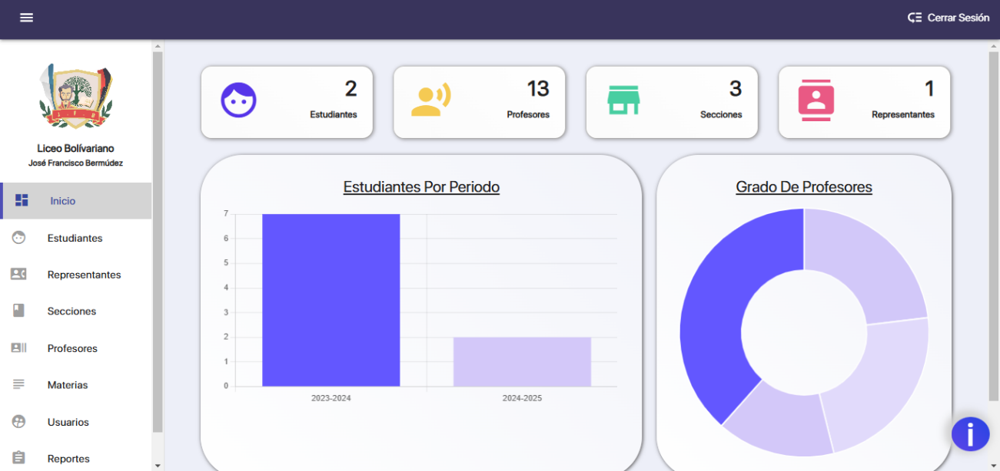 Cerrar Sesión
Liceo Bolívariano
José Francisco Bermúdez
Inicio
Estudiantes
Representantes
Secciones
Profesores
Materias
Usuarios
Reportes
2
Estudiantes
13
Profesores
3
Secciones
1
Representantes
Estudiantes Por Periodo
7
6
5
4
3
2
1
0
2023-2024
2024-2025
Grado De Profesores
i